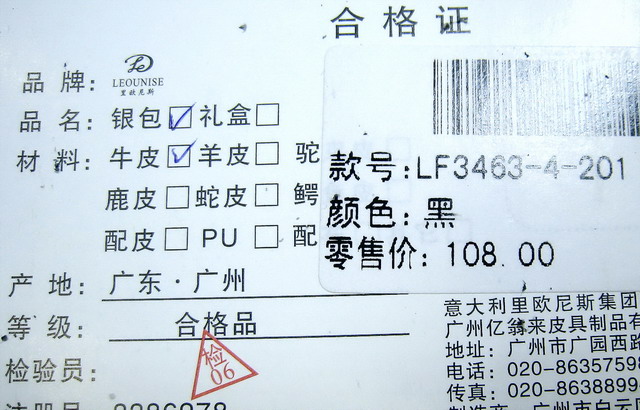 合格证
品牌：LEOUNISE
里欧尼斯
品名：银包☑礼盒□
材料：牛皮☑羊皮□ 驼
鹿皮□蛇皮□ 鳄
配皮□PU□ 配
款号:LF3463-4-201
颜色：黑
零售价：108.00
产地：广东·广州
等级：合格品
检验员：
检
06
意大利里欧尼斯集团
广州亿翁来皮具制品有
地址：广州市广园西路
电话：020-8635759
传真：020-8638899